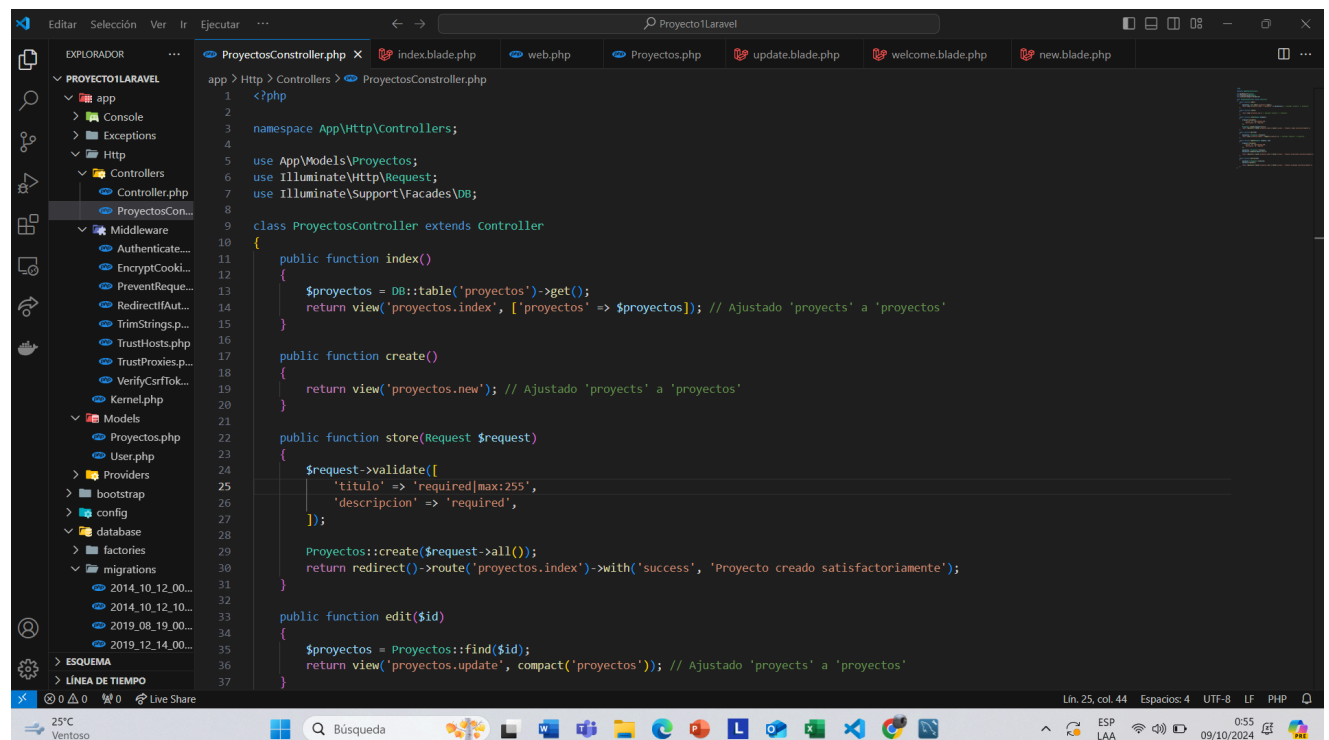 Editar Selección Ver Ir Ejecutar ··· Proyecto1Laravel
EXPLORADOR ···
PROYECTO1LARAVEL
app
Console
Exceptions
Http
Controllers
Controller.php
ProyectosCon...
Middleware
Authenticate....
EncryptCooki...
PreventReque...
RedirectIfAut...
TrimStrings.p...
TrustHosts.php
TrustProxies.p...
VerifyCsrfTok...
Kernel.php
Models
Proyectos.php
User.php
Providers
bootstrap
config
database
factories
migrations
2014_10_12_00...
2014_10_12_10...
2019_08_19_00...
2019_12_14_00...
ESQUEMA
LÍNEA DE TIEMPO
ProyectosConstroller.php index.blade.php web.php Proyectos.php update.blade.php welcome.blade.php new.blade.php
app > Http > Controllers > ProyectosConstroller.php
1 <?php
2
3 namespace App\Http\Controllers;
4
5 use App\Models\Proyectos;
6 use Illuminate\Http\Request;
7 use Illuminate\Support\Facades\DB;
8
9 class ProyectosController extends Controller
10 {
11     public function index()
12     {
13         $proyectos = DB::table('proyectos')->get();
14         return view('proyectos.index', ['proyectos' => $proyectos]); // Ajustado 'proyects' a 'proyectos'
15     }
16
17     public function create()
18     {
19         return view('proyectos.new'); // Ajustado 'proyects' a 'proyectos'
20     }
21
22     public function store(Request $request)
23     {
24         $request->validate([
25             'titulo' => 'required|max:255',
26             'descripcion' => 'required',
27         ]);
28
29         Proyectos::create($request->all());
30         return redirect()->route('proyectos.index')->with('success', 'Proyecto creado satisfactoriamente');
31     }
32
33     public function edit($id)
34     {
35         $proyectos = Proyectos::find($id);
36         return view('proyectos.update', compact('proyectos')); // Ajustado 'proyects' a 'proyectos'
37     }
0 0 0 Live Share Lín. 25, col. 44 Espacios: 4 UTF-8 LF PHP
25°C
Ventoso
Búsqueda
ESP
LAA
0:55
09/10/2024
PRE